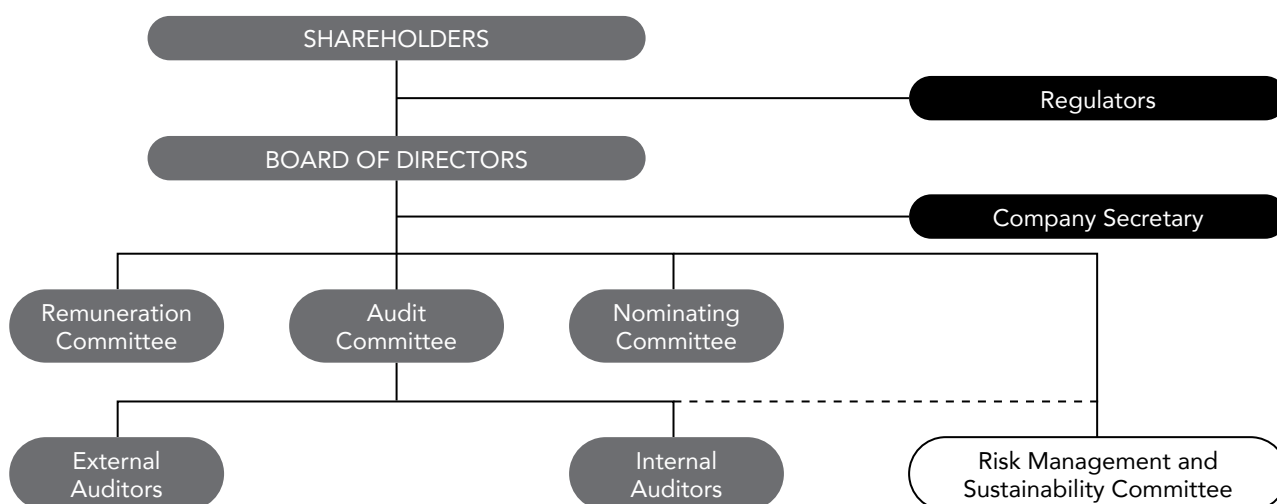 SHAREHOLDERS
Regulators
BOARD OF DIRECTORS
Company Secretary
Remuneration
Committee
Audit
Committee
Nominating
Committee
External
Auditors
Internal
Auditors
Risk Management and
Sustainability Committee